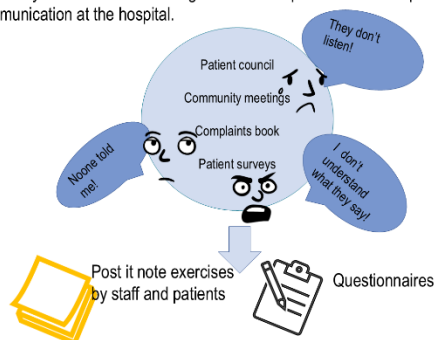 munication at the hospital.
They don't
listen!
Patient council
Community meetings
Complaints book
Patient surveys
Noone told
me!
I don't
understand
what they say!
Post it note exercises
by staff and patients
Questionnaires